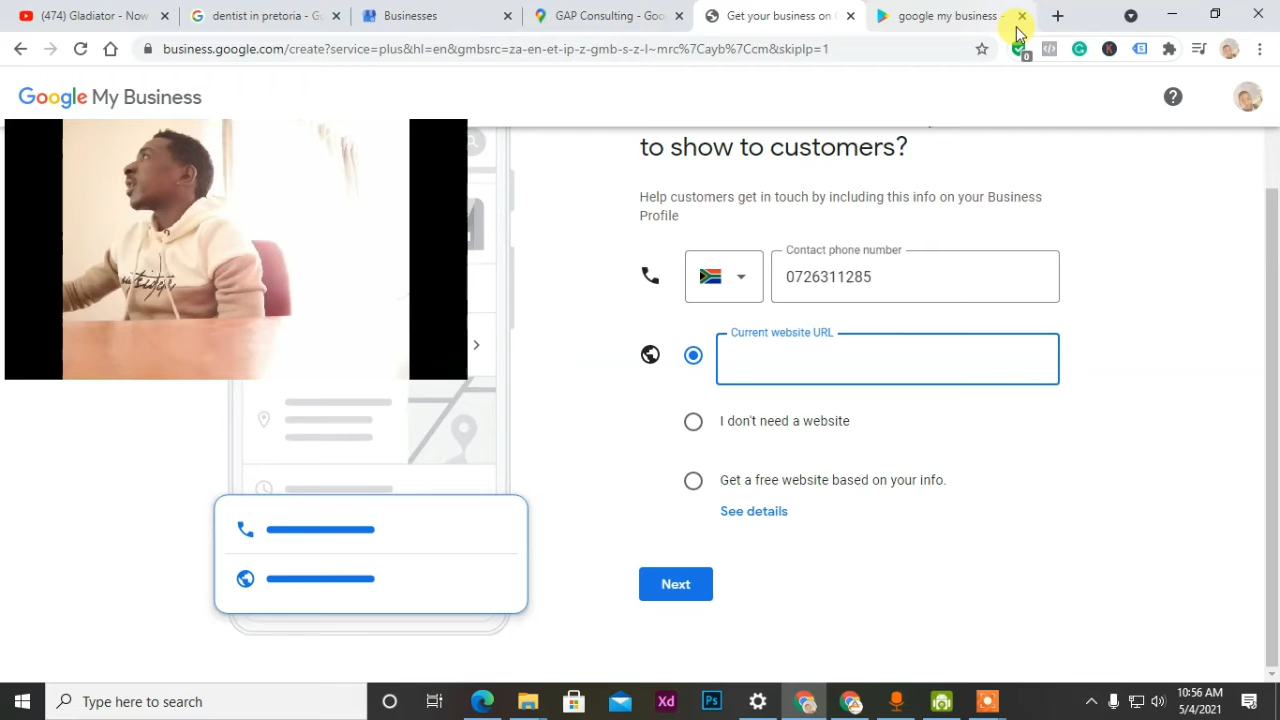 (474) Gladiator - Now
dentist in pretoria - G
Businesses
GAP Consulting - Goo
Get your business on
google my business -
business.google.com/create?service=plus&hl=en&gmbsrc=za-en-et-ip-z-gmb-s-z-l~mrc%7Cayb%7Ccm&skipIp=1
0
Google My Business
to show to customers?
Help customers get in touch by including this info on your Business
Profile
Contact phone number
0726311285
Current website URL
I don't need a website
Get a free website based on your info.
See details
Next
Type here to search
Xd
Ps
10:56 AM
5/4/2021